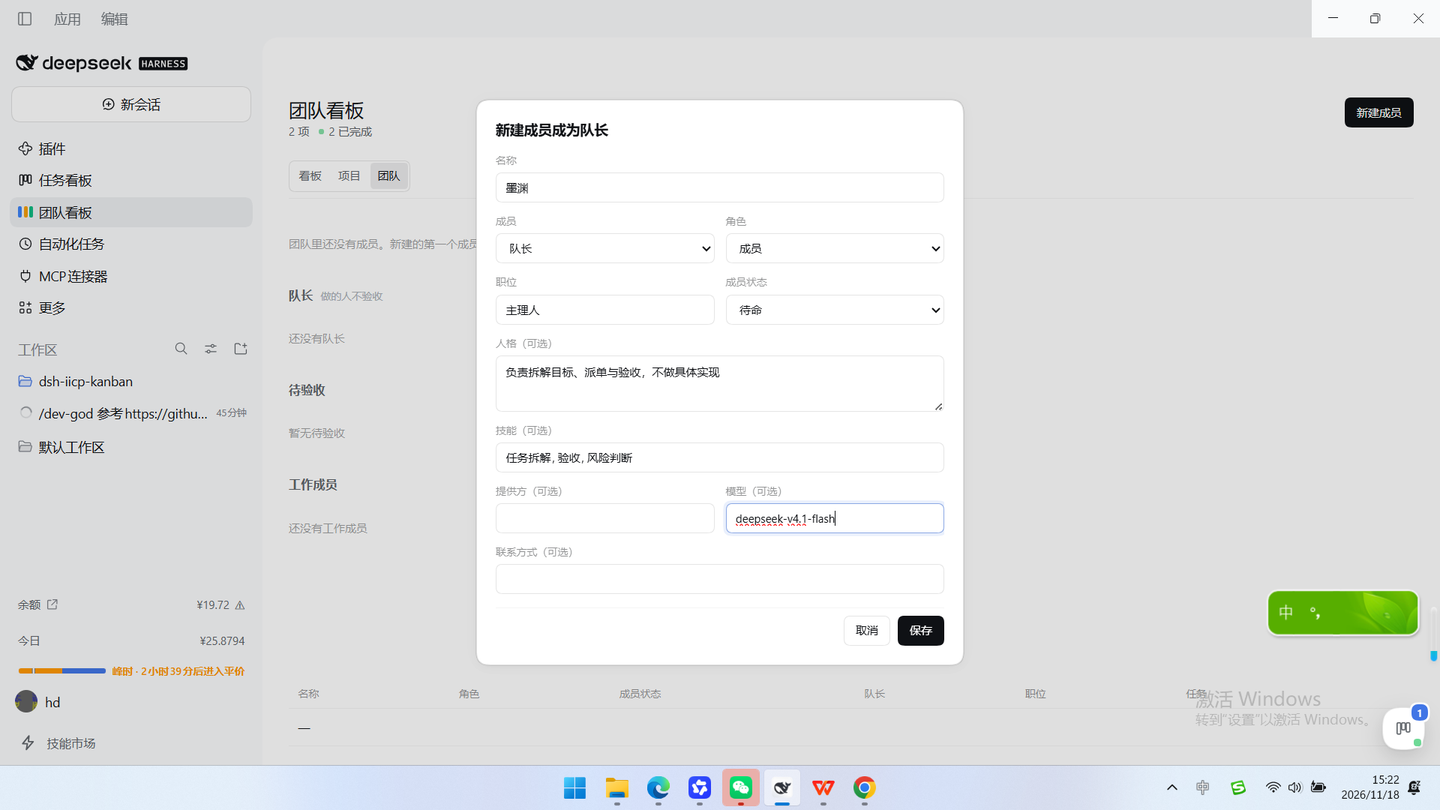 应用 编辑
deepseek HARNESS
新会话
插件
任务看板
团队看板
自动化任务
MCP连接器
更多
工作区
dsh-iicp-kanban
/dev-god 参考https://githu... 45分钟
默认工作区
余额 ¥19.72
今日 ¥25.8794
峰时 · 2小时39分后进入平价
hd
技能市场
团队看板
2 项 2 已完成
新建成员
看板 项目 团队
团队里还没有成员。新建的第一个成员
队长 做的人不验收
还没有队长
待验收
暂无待验收
工作成员
还没有工作成员
新建成员成为队长
名称
墨渊
成员 角色
队长 成员
职位 成员状态
主理人 待命
人格（可选）
负责拆解目标、派单与验收，不做具体实现
技能（可选）
任务拆解, 验收, 风险判断
提供方（可选） 模型（可选）
deepseek-v4.1-flash
联系方式（可选）
取消 保存
名称 角色 成员状态 队长 职位 任务
—
中 °,
激活 Windows
转到"设置"以激活 Windows。
1
中
15:22
2026/11/18